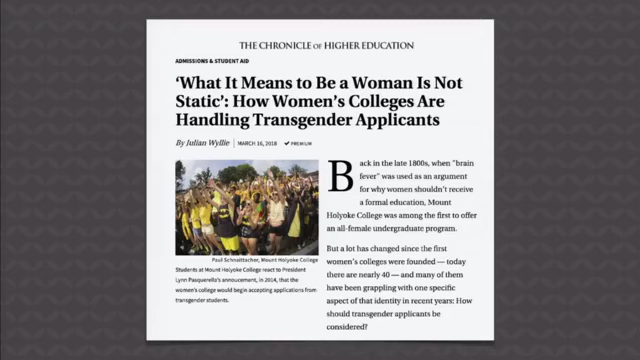 THE CHRONICLE OF HIGHER EDUCATION
ADMISSIONS & STUDENT AID
‘What It Means to Be a Woman Is Not
Static’: How Women’s Colleges Are
Handling Transgender Applicants
By Julian Wyllie | MARCH 16, 2018 ✔ PREMIUM
Paul Schnaittacher, Mount Holyoke College
Students at Mount Holyoke College react to President
Lynn Pasquerella's annoucement, in 2014, that the
women's college would begin accepting applications from
transgender students.
Back in the late 1800s, when "brain
fever" was used as an argument
for why women shouldn't receive
a formal education, Mount
Holyoke College was among the first to offer
an all-female undergraduate program.
But a lot has changed since the first
women's colleges were founded — today
there are nearly 40 — and many of them
have been grappling with one specific
aspect of that identity in recent years: How
should transgender applicants be
considered?